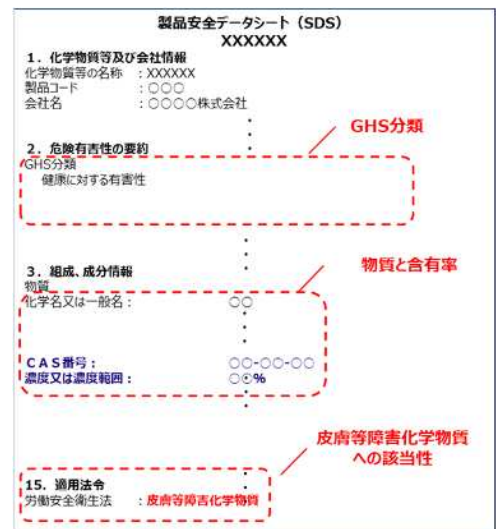 製品安全データシート（SDS）
XXXXXX
1．化学物質等及び会社情報
化学物質等の名称　：XXXXXX
製品コード　：○○○
会社名　：○○○○株式会社
GHS分類
2．危険有害性の要約
GHS分類
健康に対する有害性
物質と含有率
3．組成、成分情報
物質
化学名又は一般名：　○○
ＣＡＳ番号：　○○-○○-○○
濃度又は濃度範囲：　○○%
皮膚等障害化学物質
への該当性
15．適用法令
労働安全衛生法　：皮膚等障害化学物質